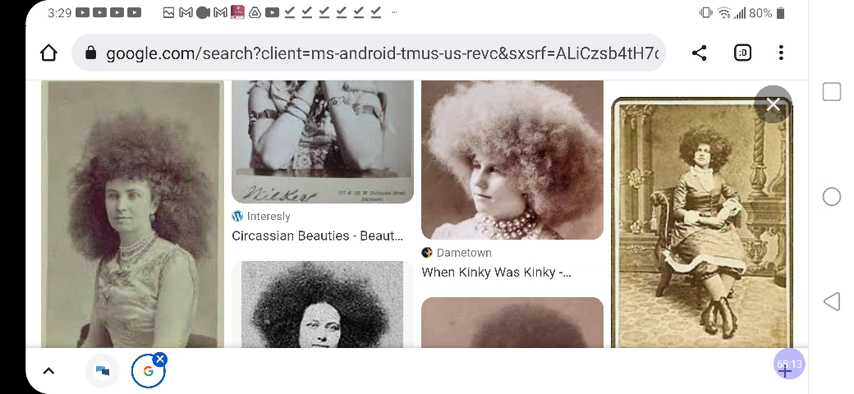 3:29
80%
google.com/search?client=ms-android-tmus-us-revc&sxsrf=ALiCzsb4tH7c
:D
Interesly
Circassian Beauties - Beaut...
Dametown
When Kinky Was Kinky -...